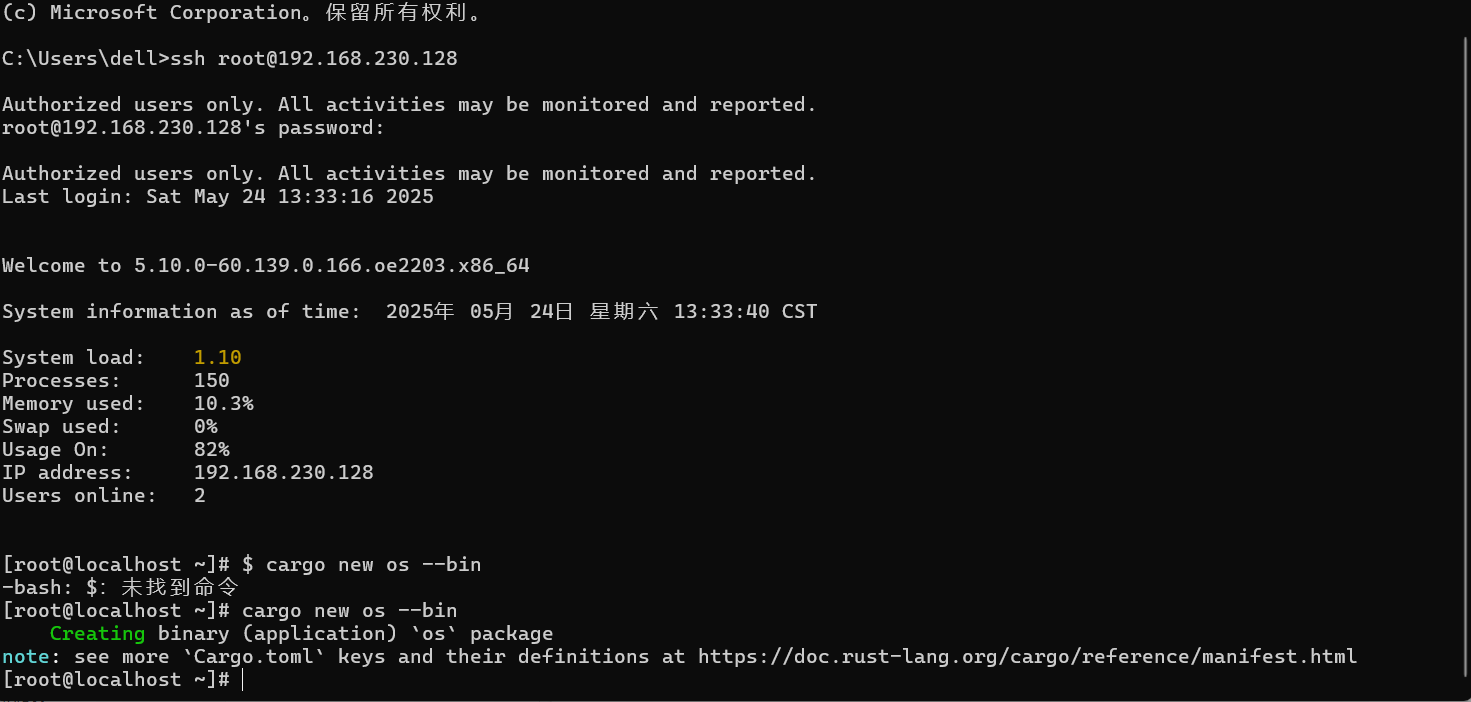 (c) Microsoft Corporation。保留所有权利。
C:\Users\dell>ssh root@192.168.230.128
Authorized users only. All activities may be monitored and reported.
root@192.168.230.128's password:
Authorized users only. All activities may be monitored and reported.
Last login: Sat May 24 13:33:16 2025
Welcome to 5.10.0-60.139.0.166.oe2203.x86_64
System information as of time:  2025年 05月 24日 星期六 13:33:40 CST
System load:    1.10
Processes:      150
Memory used:    10.3%
Swap used:      0%
Usage On:       82%
IP address:     192.168.230.128
Users online:   2
[root@localhost ~]# $ cargo new os --bin
-bash: $：未找到命令
[root@localhost ~]# cargo new os --bin
    Creating binary (application) `os` package
note: see more `Cargo.toml` keys and their definitions at https://doc.rust-lang.org/cargo/reference/manifest.html
[root@localhost ~]#